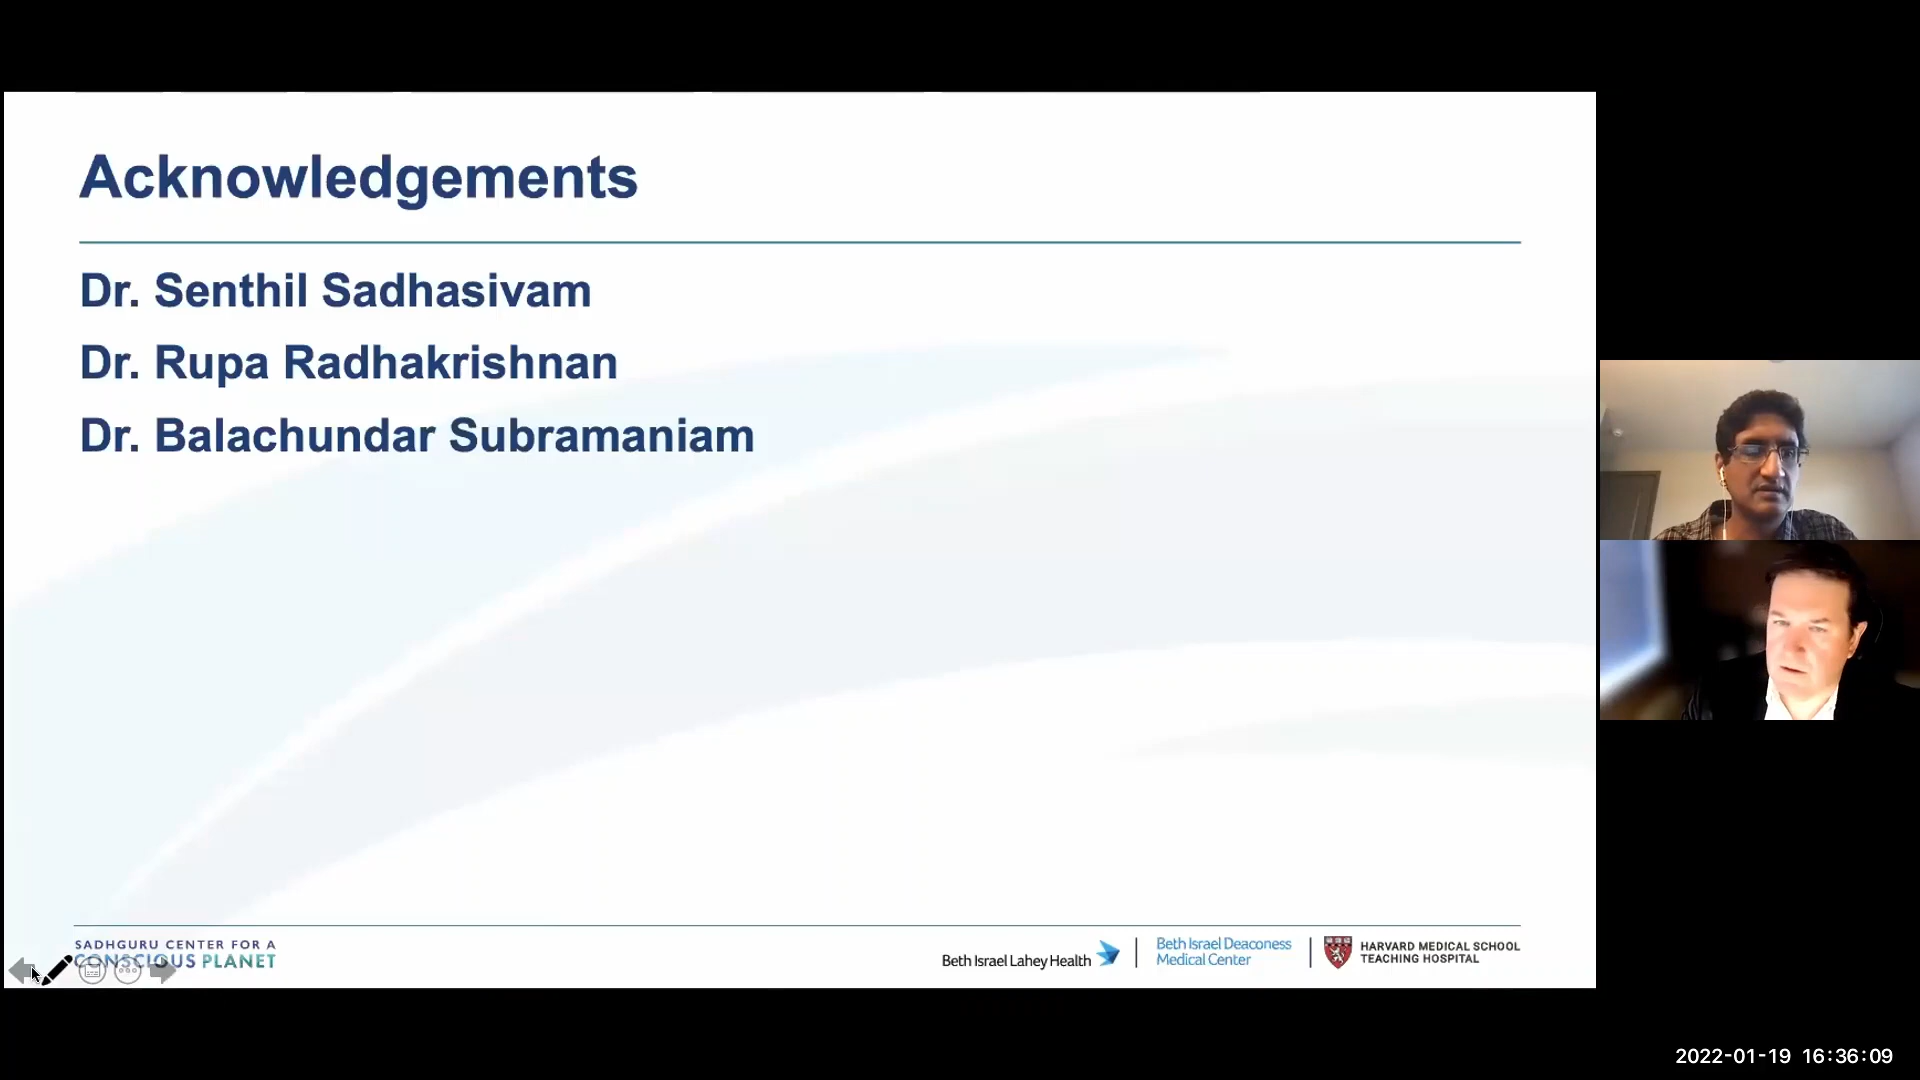 Acknowledgements
Dr. Senthil Sadhasivam
Dr. Rupa Radhakrishnan
Dr. Balachundar Subramaniam
SADHGURU CENTER FOR A
CONSCIOUS PLANET
Beth Israel Lahey Health
Beth Israel Deaconess
Medical Center
HARVARD MEDICAL SCHOOL
TEACHING HOSPITAL
2022-01-19 16:36:09